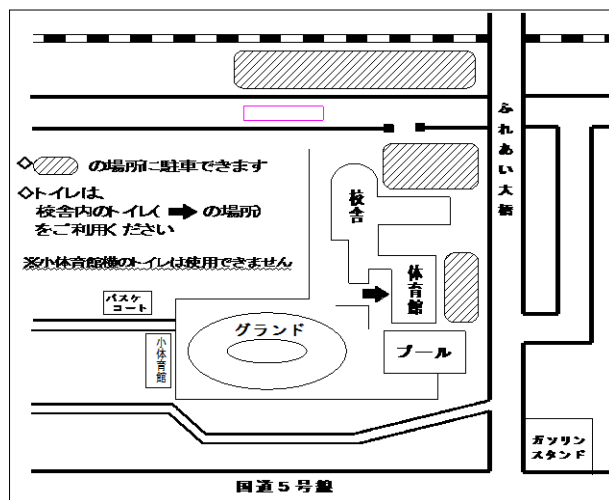 ふれあい大橋
◇の場所に駐車できます
◇トイレは、
校舎内のトイレ(➡の場所)
をご利用ください
※小体育館横のトイレは使用できません
校舎
体育館
バスケ
コート
グランド
小体育館
プール
ガソリン
スタンド
国道5号線